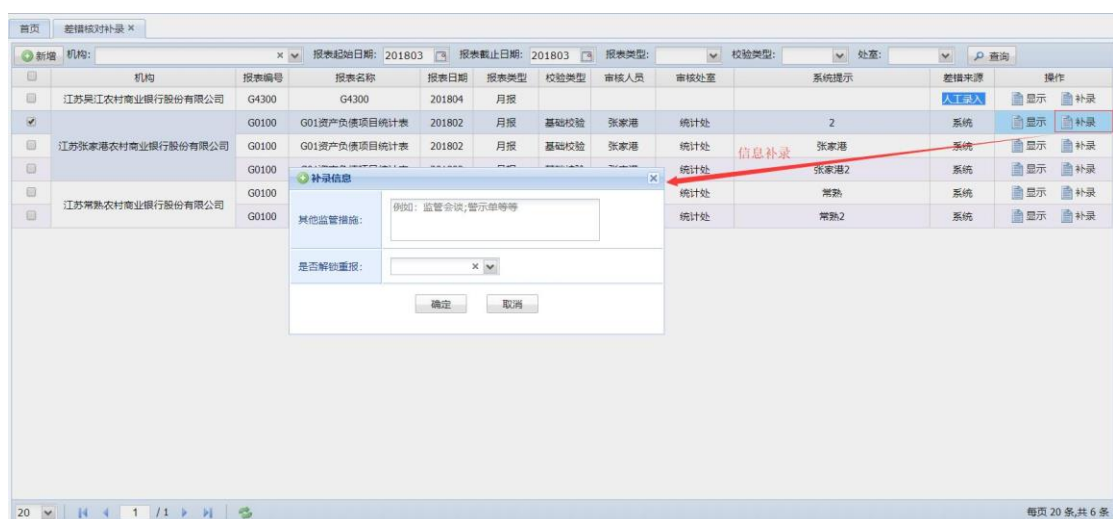 首页 差错核对补录 ×
新增 机构: × 报表起始日期: 201803 报表截止日期: 201803 报表类型: 校验类型: 处室: 查询
机构 报表编号 报表名称 报表日期 报表类型 校验类型 审核人员 审核处室 系统提示 差错来源 操作
江苏吴江农村商业银行股份有限公司 G4300 G4300 201804 月报 人工录入 显示 补录
G0100 G01资产负债项目统计表 201802 月报 基础校验 张家港 统计处 2 系统 显示 补录
江苏张家港农村商业银行股份有限公司 G0100 G01资产负债项目统计表 201802 月报 基础校验 张家港 统计处 张家港 系统 显示 补录
信息补录
G0100 统计处 张家港2 系统 显示 补录
G0100 统计处 常熟 系统 显示 补录
江苏常熟农村商业银行股份有限公司
G0100 统计处 常熟2 系统 显示 补录
补录信息 ×
其他监管措施: 例如: 监管会谈;警示单等等
是否解锁重报: ×
确定 取消
20 1 /1 每页 20 条,共 6 条